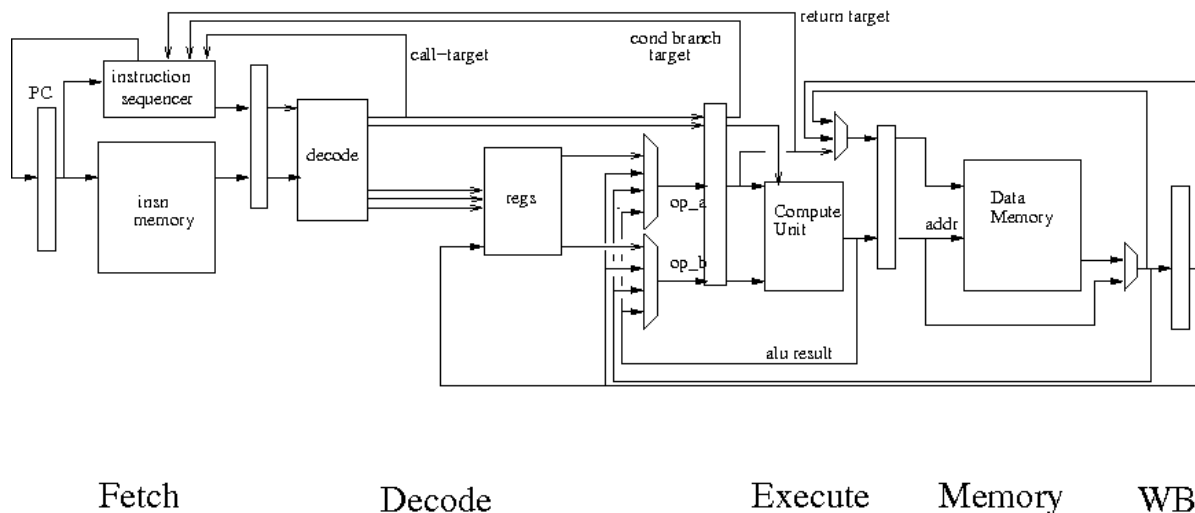 return target
cond branch
target
call-target
PC
instruction
sequencer
decode
insn
memory
regs
op_a
op_b
Compute
Unit
alu result
addr
Data
Memory
Fetch
Decode
Execute
Memory
WB